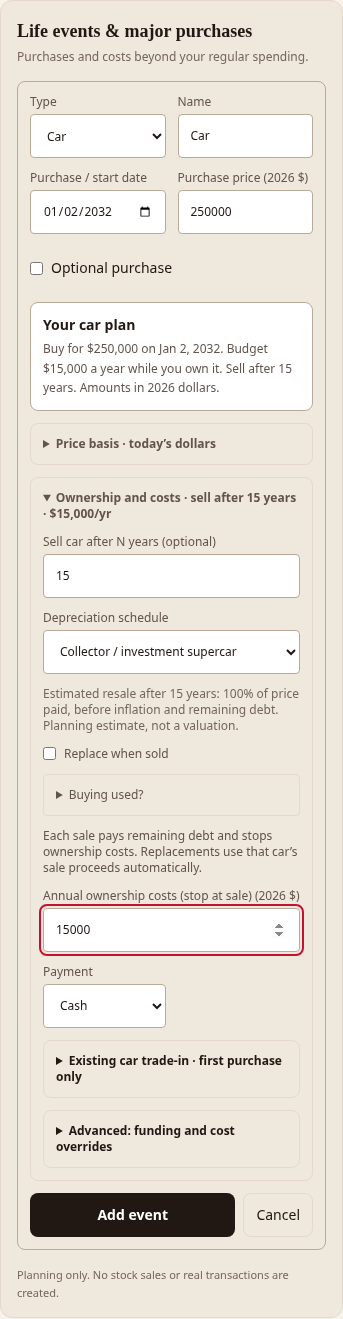 Life events & major purchases
Purchases and costs beyond your regular spending.
Type
Name
Car
Car
Purchase / start date
Purchase price (2026 $)
01/02/2032
250000
Optional purchase
Your car plan
Buy for $250,000 on Jan 2, 2032. Budget
$15,000 a year while you own it. Sell after 15
years. Amounts in 2026 dollars.
Price basis · today's dollars
Ownership and costs · sell after 15 years
· $15,000/yr
Sell car after N years (optional)
15
Depreciation schedule
Collector / investment supercar
Estimated resale after 15 years: 100% of price
paid, before inflation and remaining debt.
Planning estimate, not a valuation.
Replace when sold
Buying used?
Each sale pays remaining debt and stops
ownership costs. Replacements use that car's
sale proceeds automatically.
Annual ownership costs (stop at sale) (2026 $)
15000
Payment
Cash
Existing car trade-in · first purchase
only
Advanced: funding and cost
overrides
Add event
Cancel
Planning only. No stock sales or real transactions are
created.